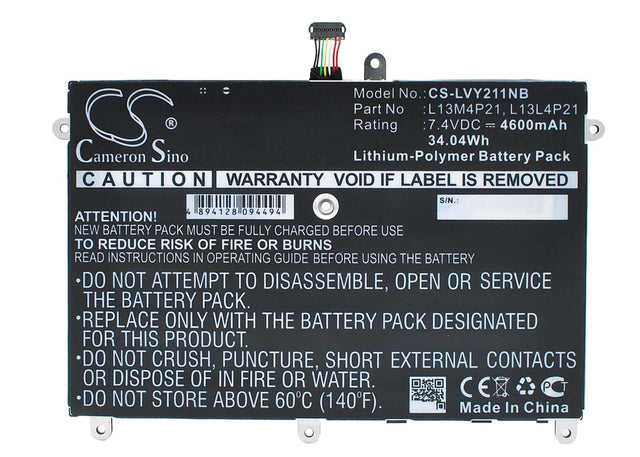 CS
®
Cameron Sino
Model No.: CS-LVY211NB
Part No : L13M4P21, L13L4P21
Rating : 7.4VDC ⎓ 4600mAh
34.04Wh
Lithium-Polymer Battery Pack
CAUTION WARRANTY VOID IF LABEL IS REMOVED
4 894128 094494
S/N.:
ATTENTION!
NEW BATTERY PACK MUST BE FULLY CHARGED BEFORE USE
TO REDUCE RISK OF FIRE OR BURNS
READ INSTRUCTIONS IN OPERATING GUIDE BEFORE USING BATTERY
•DO NOT ATTEMPT TO DISASSEMBLE, OPEN OR SERVICE
THE BATTERY PACK.
•REPLACE ONLY WITH THE BATTERY PACK DESIGNATED
FOR THIS PRODUCT.
•DO NOT CRUSH, PUNCTURE, SHORT EXTERNAL CONTACTS
OR DISPOSE OF IN FIRE OR WATER.
•DO NOT STORE ABOVE 60°C (140°F)
CE
Made In China